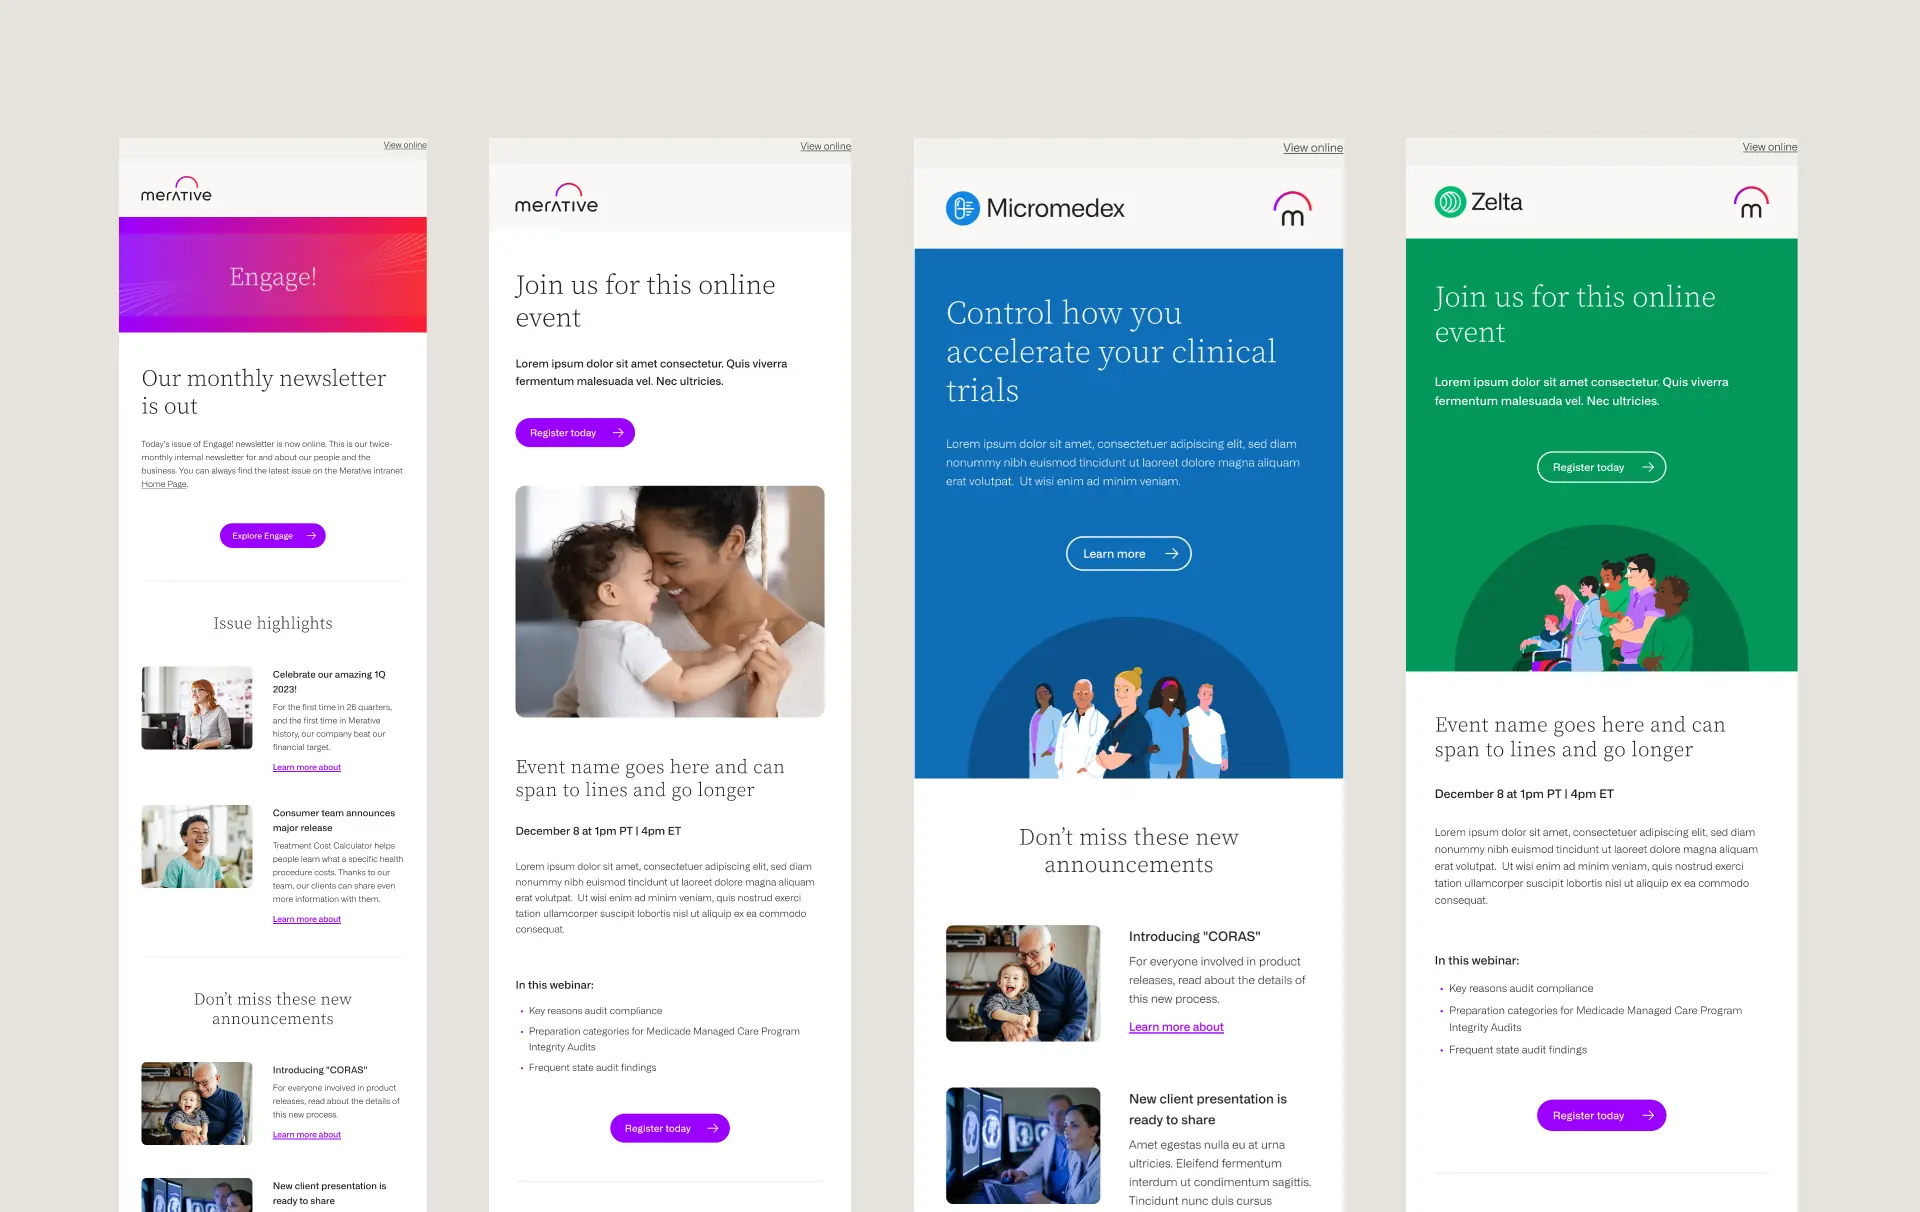 View online
merative
Engage!
Our monthly newsletter
is out
Today's issue of Engage! newsletter is now online. This is our twice-
monthly internal newsletter for and about our people and the
business. You can always find the latest issue on the Merative intranet
Home Page.
Explore Engage
Issue highlights
Celebrate our amazing 1Q
2023!
For the first time in 26 quarters,
and the first time in Merative
history, our company beat our
financial target.
Learn more about
Consumer team announces
major release
Treatment Cost Calculator helps
people learn what a specific health
procedure costs. Thanks to our
team, our clients can share even
more information with them.
Learn more about
Don't miss these new
announcements
Introducing "CORAS"
For everyone involved in product
releases, read about the details of
this new process.
Learn more about
New client presentation is
ready to share
View online
merative
Join us for this online
event
Lorem ipsum dolor sit amet consectetur. Quis viverra
fermentum malesuada vel. Nec ultricies.
Register today
Event name goes here and can
span to lines and go longer
December 8 at 1pm PT | 4pm ET
Lorem ipsum dolor sit amet, consectetuer adipiscing elit, sed diam
nonummy nibh euismod tincidunt ut laoreet dolore magna aliquam
erat volutpat. Ut wisi enim ad minim veniam, quis nostrud exerci
tation ullamcorper suscipit lobortis nisl ut aliquip ex ea commodo
consequat.
In this webinar:
• Key reasons audit compliance
• Preparation categories for Medicade Managed Care Program
Integrity Audits
• Frequent state audit findings
Register today
View online
Micromedex
m
Control how you
accelerate your clinical
trials
Lorem ipsum dolor sit amet, consectetuer adipiscing elit, sed diam
nonummy nibh euismod tincidunt ut laoreet dolore magna aliquam
erat volutpat. Ut wisi enim ad minim veniam.
Learn more
Don't miss these new
announcements
Introducing "CORAS"
For everyone involved in product
releases, read about the details of
this new process.
Learn more about
New client presentation is
ready to share
Amet egestas nulla eu at urna
ultricies. Eleifend fermentum
interdum ut condimentum sagittis.
Tincidunt nunc duis cursus
View online
Zelta
m
Join us for this online
event
Lorem ipsum dolor sit amet consectetur. Quis viverra
fermentum malesuada vel. Nec ultricies.
Register today
Event name goes here and can
span to lines and go longer
December 8 at 1pm PT | 4pm ET
Lorem ipsum dolor sit amet, consectetuer adipiscing elit, sed diam
nonummy nibh euismod tincidunt ut laoreet dolore magna aliquam
erat volutpat. Ut wisi enim ad minim veniam, quis nostrud exerci
tation ullamcorper suscipit lobortis nisl ut aliquip ex ea commodo
consequat.
In this webinar:
• Key reasons audit compliance
• Preparation categories for Medicade Managed Care Program
Integrity Audits
• Frequent state audit findings
Register today